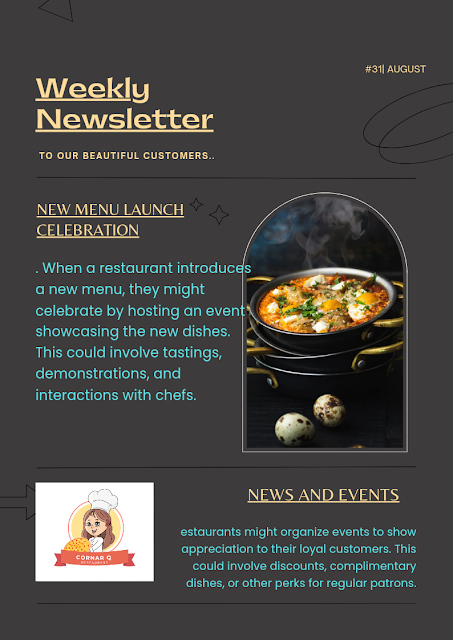 #31| AUGUST
Weekly
Newsletter
TO OUR BEAUTIFUL CUSTOMERS..
NEW MENU LAUNCH
CELEBRATION
. When a restaurant introduces
a new menu, they might
celebrate by hosting an event
showcasing the new dishes.
This could involve tastings,
demonstrations, and
interactions with chefs.
CORNAR Q
RESTAURANT
NEWS AND EVENTS
estaurants might organize events to show
appreciation to their loyal customers. This
could involve discounts, complimentary
dishes, or other perks for regular patrons.